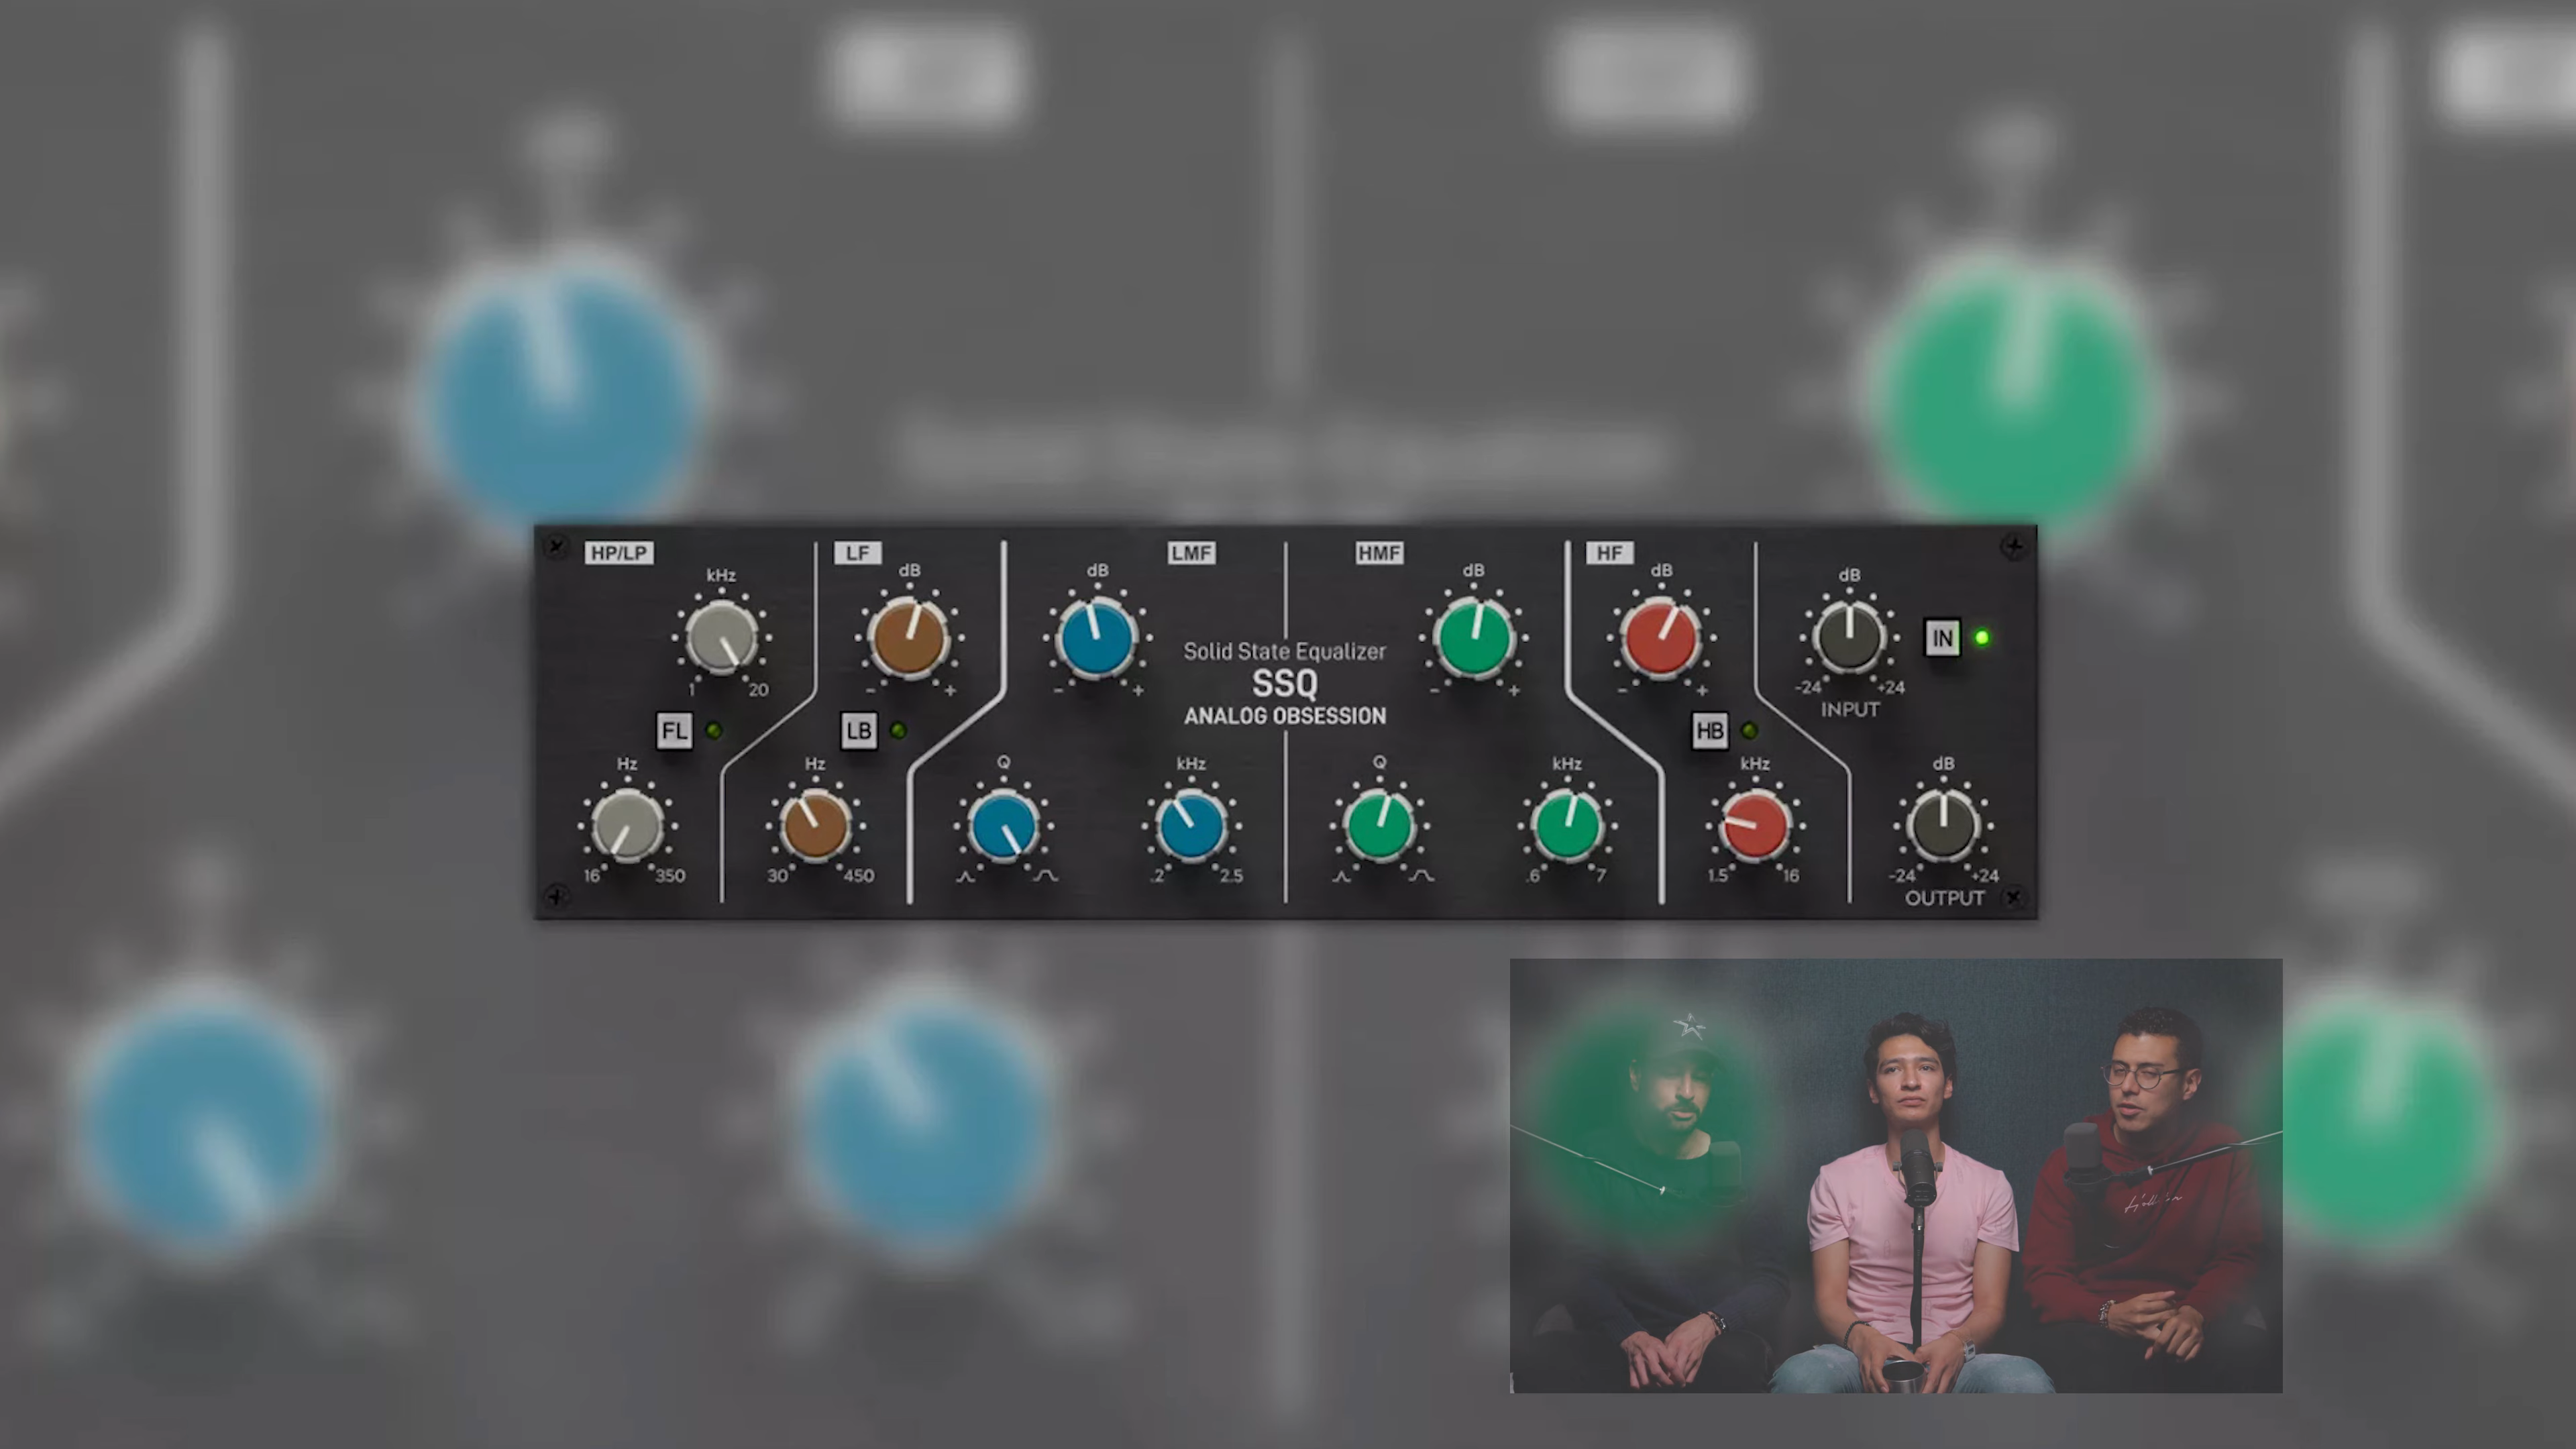 HP/LP
LF
LMF
HMF
HF
kHz
dB
dB
dB
dB
dB
1 20
- +
- +
- +
- +
-24 +24
INPUT
IN
Solid State Equalizer
SSQ
ANALOG OBSESSION
FL
LB
HB
Hz
Hz
Q
kHz
Q
kHz
kHz
dB
16 350
30 450
.2 2.5
.6 7
1.5 16
-24 +24
OUTPUT